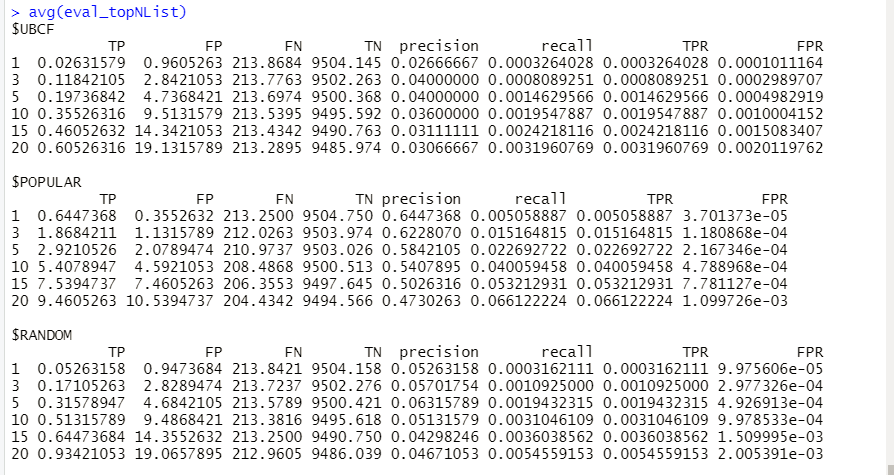 > avg(eval_topNList)
$UBCF
TP FP FN TN precision recall TPR FPR
1 0.02631579 0.9605263 213.8684 9504.145 0.02666667 0.0003264028 0.0003264028 0.0001011164
3 0.11842105 2.8421053 213.7763 9502.263 0.04000000 0.0008089251 0.0008089251 0.0002989707
5 0.19736842 4.7368421 213.6974 9500.368 0.04000000 0.0014629566 0.0014629566 0.0004982919
10 0.35526316 9.5131579 213.5395 9495.592 0.03600000 0.0019547887 0.0019547887 0.0010004152
15 0.46052632 14.3421053 213.4342 9490.763 0.03111111 0.0024218116 0.0024218116 0.0015083407
20 0.60526316 19.1315789 213.2895 9485.974 0.03066667 0.0031960769 0.0031960769 0.0020119762
$POPULAR
TP FP FN TN precision recall TPR FPR
1 0.6447368 0.3552632 213.2500 9504.750 0.6447368 0.005058887 0.005058887 3.701373e-05
3 1.8684211 1.1315789 212.0263 9503.974 0.6228070 0.015164815 0.015164815 1.180868e-04
5 2.9210526 2.0789474 210.9737 9503.026 0.5842105 0.022692722 0.022692722 2.167346e-04
10 5.4078947 4.5921053 208.4868 9500.513 0.5407895 0.040059458 0.040059458 4.788968e-04
15 7.5394737 7.4605263 206.3553 9497.645 0.5026316 0.053212931 0.053212931 7.781127e-04
20 9.4605263 10.5394737 204.4342 9494.566 0.4730263 0.066122224 0.066122224 1.099726e-03
$RANDOM
TP FP FN TN precision recall TPR FPR
1 0.05263158 0.9473684 213.8421 9504.158 0.05263158 0.0003162111 0.0003162111 9.975606e-05
3 0.17105263 2.8289474 213.7237 9502.276 0.05701754 0.0010925000 0.0010925000 2.977326e-04
5 0.31578947 4.6842105 213.5789 9500.421 0.06315789 0.0019432315 0.0019432315 4.926913e-04
10 0.51315789 9.4868421 213.3816 9495.618 0.05131579 0.0031046109 0.0031046109 9.978533e-04
15 0.64473684 14.3552632 213.2500 9490.750 0.04298246 0.0036038562 0.0036038562 1.509995e-03
20 0.93421053 19.0657895 212.9605 9486.039 0.04671053 0.0054559153 0.0054559153 2.005391e-03